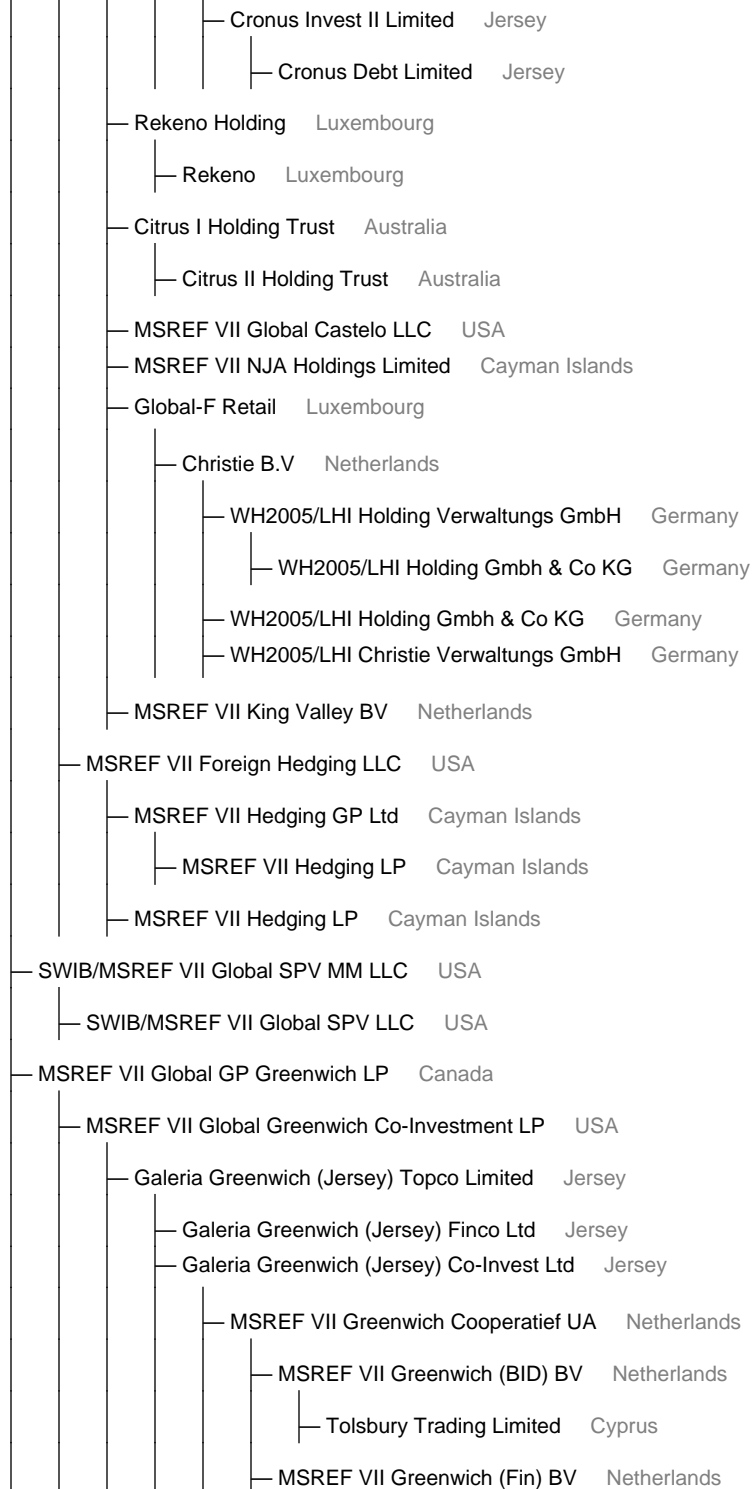 Cronus Invest II Limited Jersey
Cronus Debt Limited Jersey
Rekeno Holding Luxembourg
Rekeno Luxembourg
Citrus I Holding Trust Australia
Citrus II Holding Trust Australia
MSREF VII Global Castelo LLC USA
MSREF VII NJA Holdings Limited Cayman Islands
Global-F Retail Luxembourg
Christie B.V Netherlands
WH2005/LHI Holding Verwaltungs GmbH Germany
WH2005/LHI Holding Gmbh & Co KG Germany
WH2005/LHI Holding Gmbh & Co KG Germany
WH2005/LHI Christie Verwaltungs GmbH Germany
MSREF VII King Valley BV Netherlands
MSREF VII Foreign Hedging LLC USA
MSREF VII Hedging GP Ltd Cayman Islands
MSREF VII Hedging LP Cayman Islands
MSREF VII Hedging LP Cayman Islands
SWIB/MSREF VII Global SPV MM LLC USA
SWIB/MSREF VII Global SPV LLC USA
MSREF VII Global GP Greenwich LP Canada
MSREF VII Global Greenwich Co-Investment LP USA
Galeria Greenwich (Jersey) Topco Limited Jersey
Galeria Greenwich (Jersey) Finco Ltd Jersey
Galeria Greenwich (Jersey) Co-Invest Ltd Jersey
MSREF VII Greenwich Cooperatief UA Netherlands
MSREF VII Greenwich (BID) BV Netherlands
Tolsbury Trading Limited Cyprus
MSREF VII Greenwich (Fin) BV Netherlands